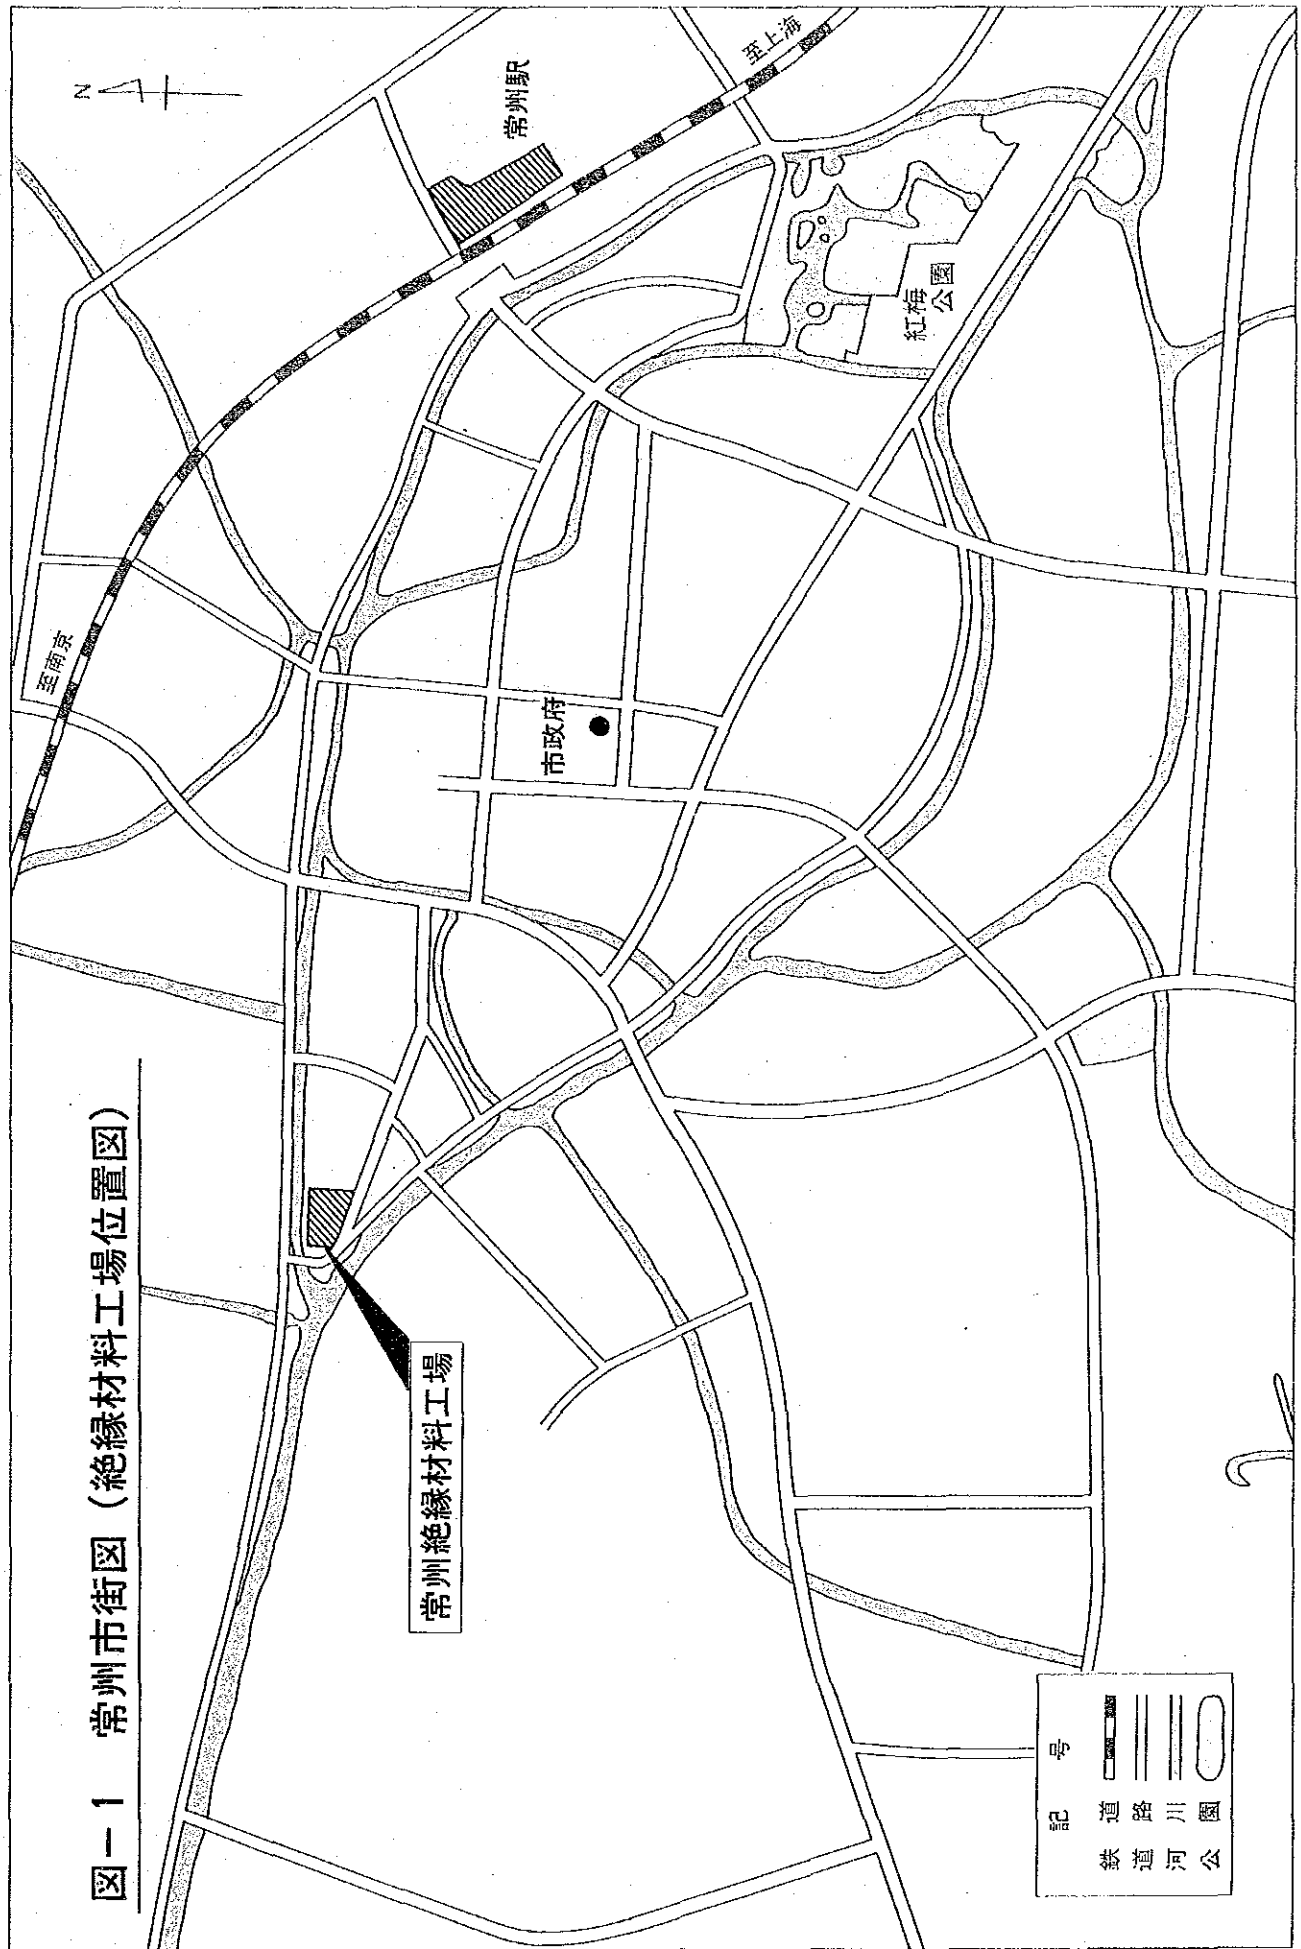 図－1　常州市街図（絶縁材料工場位置図）
N
至南京
至上海
常州駅
市政府
紅梅
公園
常州絶縁材料工場
記号
鉄道
道路
河川
公園